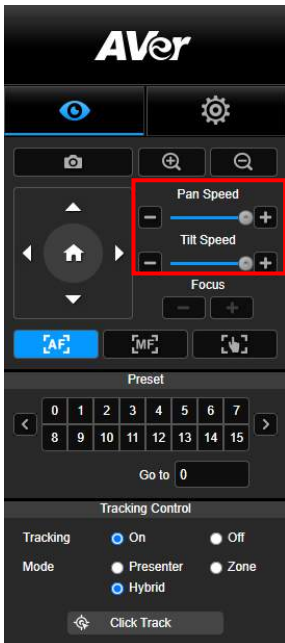 AVer
Pan Speed
− +
Tilt Speed
− +
Focus
− +
[AF] [MF]
Preset
< 0 1 2 3 4 5 6 7 >
8 9 10 11 12 13 14 15
Go to 0
Tracking Control
Tracking On Off
Mode Presenter Zone
Hybrid
Click Track